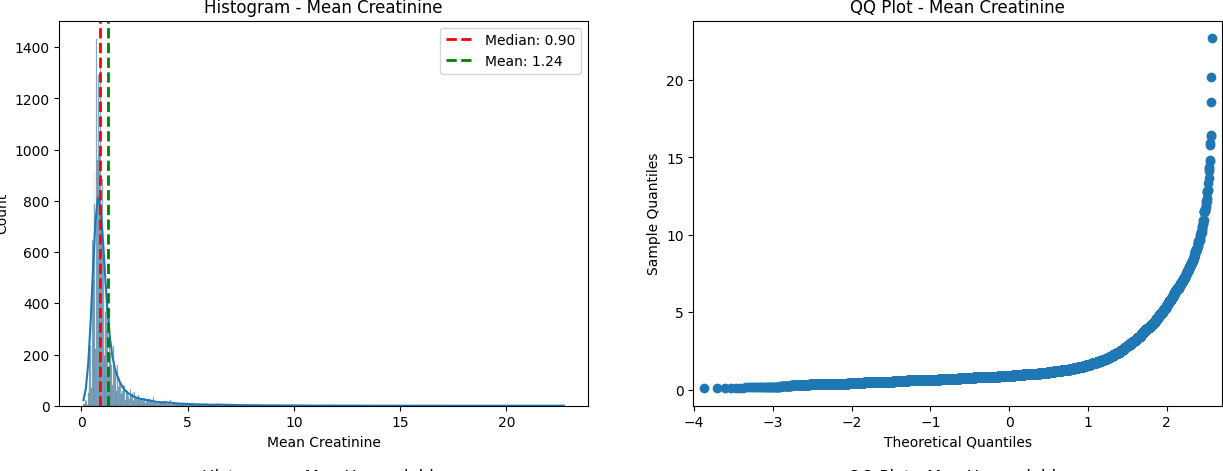 Histogram - Mean Creatinine
1400
1200
1000
800
600
400
200
0
Count
Median: 0.90
Mean: 1.24
0 5 10 15 20
Mean Creatinine
QQ Plot - Mean Creatinine
20
15
10
5
0
Sample Quantiles
−4 −3 −2 −1 0 1 2
Theoretical Quantiles